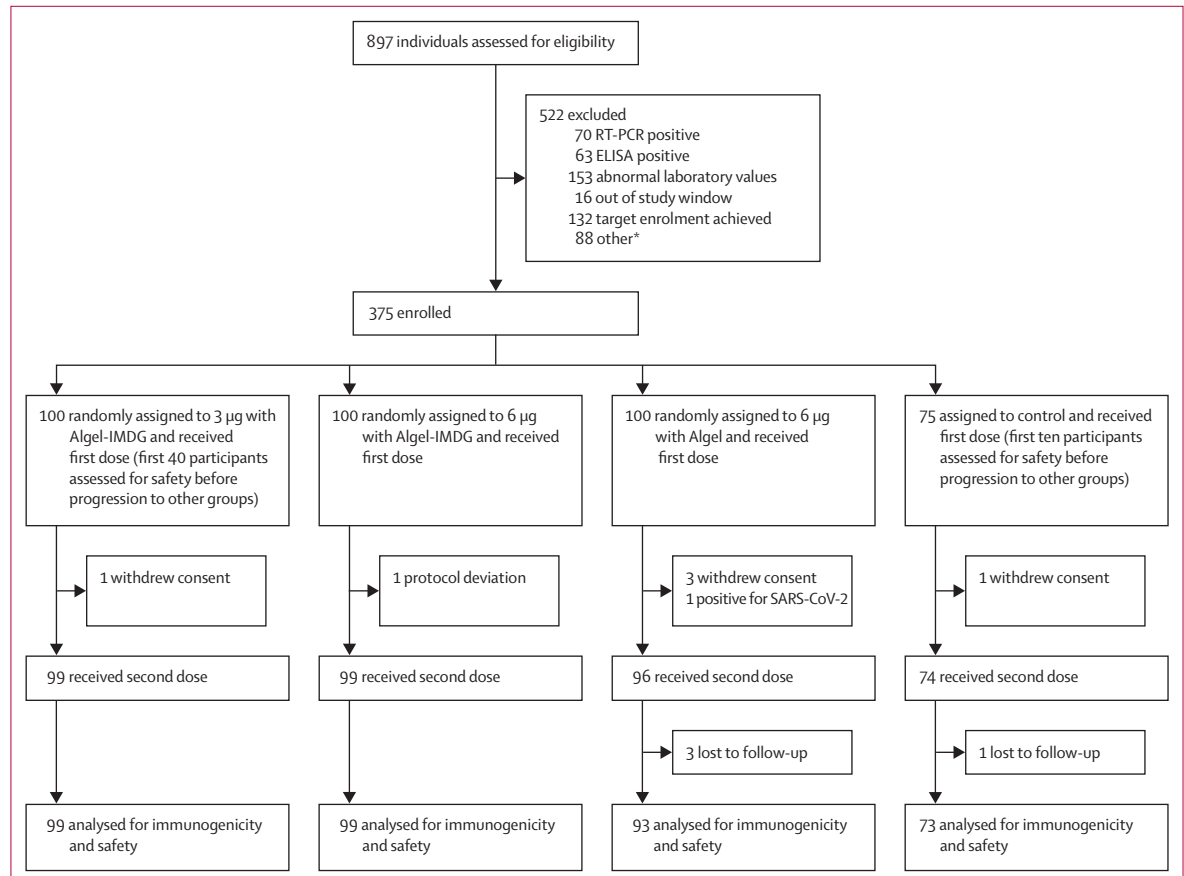 897 individuals assessed for eligibility
522 excluded
70 RT-PCR positive
63 ELISA positive
153 abnormal laboratory values
16 out of study window
132 target enrolment achieved
88 other*
375 enrolled
100 randomly assigned to 3 µg with
Algel-IMDG and received
first dose (first 40 participants
assessed for safety before
progression to other groups)
100 randomly assigned to 6 µg
with Algel-IMDG and received
first dose
100 randomly assigned to 6 µg
with Algel and received
first dose
75 assigned to control and received
first dose (first ten participants
assessed for safety before
progression to other groups)
1 withdrew consent
1 protocol deviation
3 withdrew consent
1 positive for SARS-CoV-2
1 withdrew consent
99 received second dose
99 received second dose
96 received second dose
74 received second dose
3 lost to follow-up
1 lost to follow-up
99 analysed for immunogenicity
and safety
99 analysed for immunogenicity
and safety
93 analysed for immunogenicity
and safety
73 analysed for immunogenicity
and safety